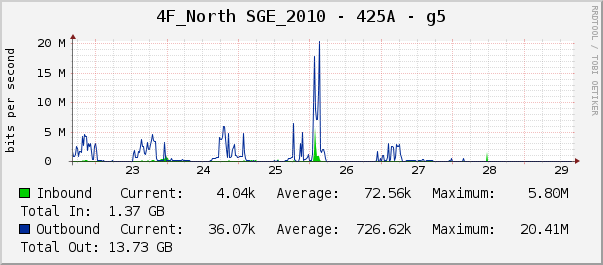 4F_North SGE_2010 - 425A - g5
RRDTOOL / TOBI OETIKER
bits per second
20 M
15 M
10 M
5 M
0
23 24 25 26 27 28 29
Inbound Current: 4.04k Average: 72.56k Maximum: 5.80M
Total In: 1.37 GB
Outbound Current: 36.07k Average: 726.62k Maximum: 20.41M
Total Out: 13.73 GB